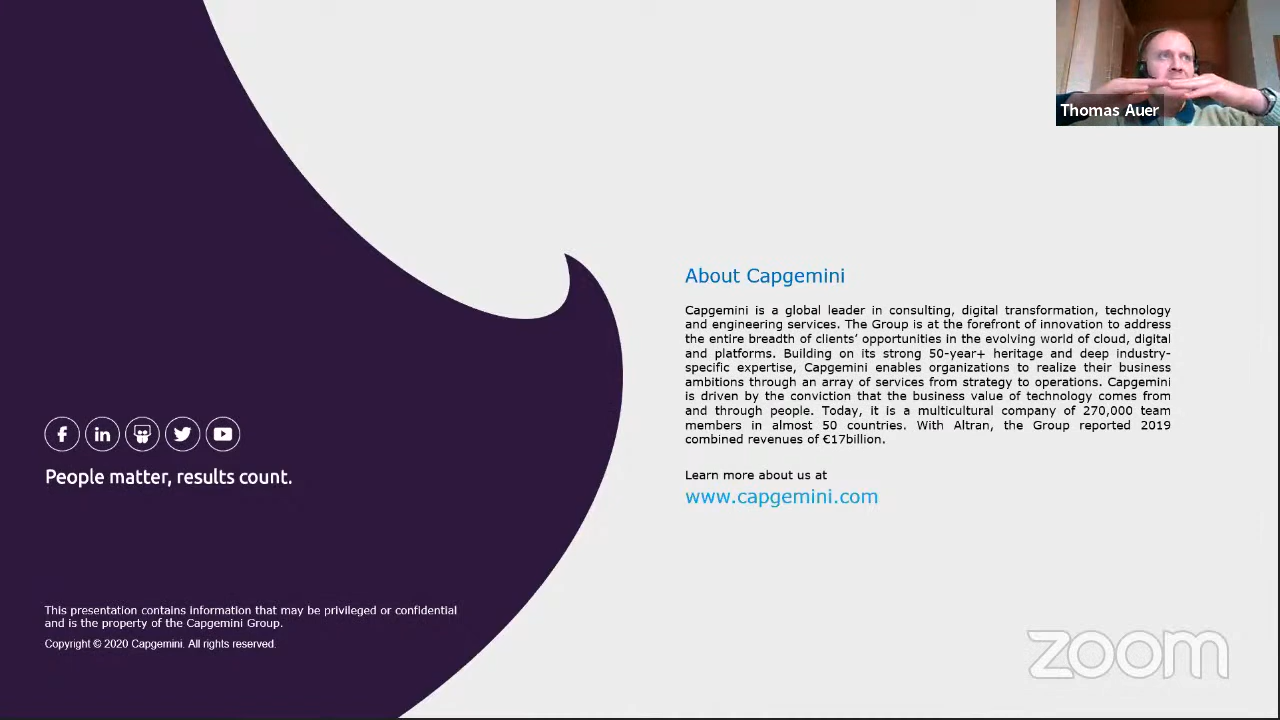 Thomas Auer
About Capgemini
Capgemini is a global leader in consulting, digital transformation, technology
and engineering services. The Group is at the forefront of innovation to address
the entire breadth of clients’ opportunities in the evolving world of cloud, digital
and platforms. Building on its strong 50-year+ heritage and deep industry-
specific expertise, Capgemini enables organizations to realize their business
ambitions through an array of services from strategy to operations. Capgemini
is driven by the conviction that the business value of technology comes from
and through people. Today, it is a multicultural company of 270,000 team
members in almost 50 countries. With Altran, the Group reported 2019
combined revenues of €17billion.
Learn more about us at
www.capgemini.com
People matter, results count.
This presentation contains information that may be privileged or confidential
and is the property of the Capgemini Group.
Copyright © 2020 Capgemini. All rights reserved.
zoom